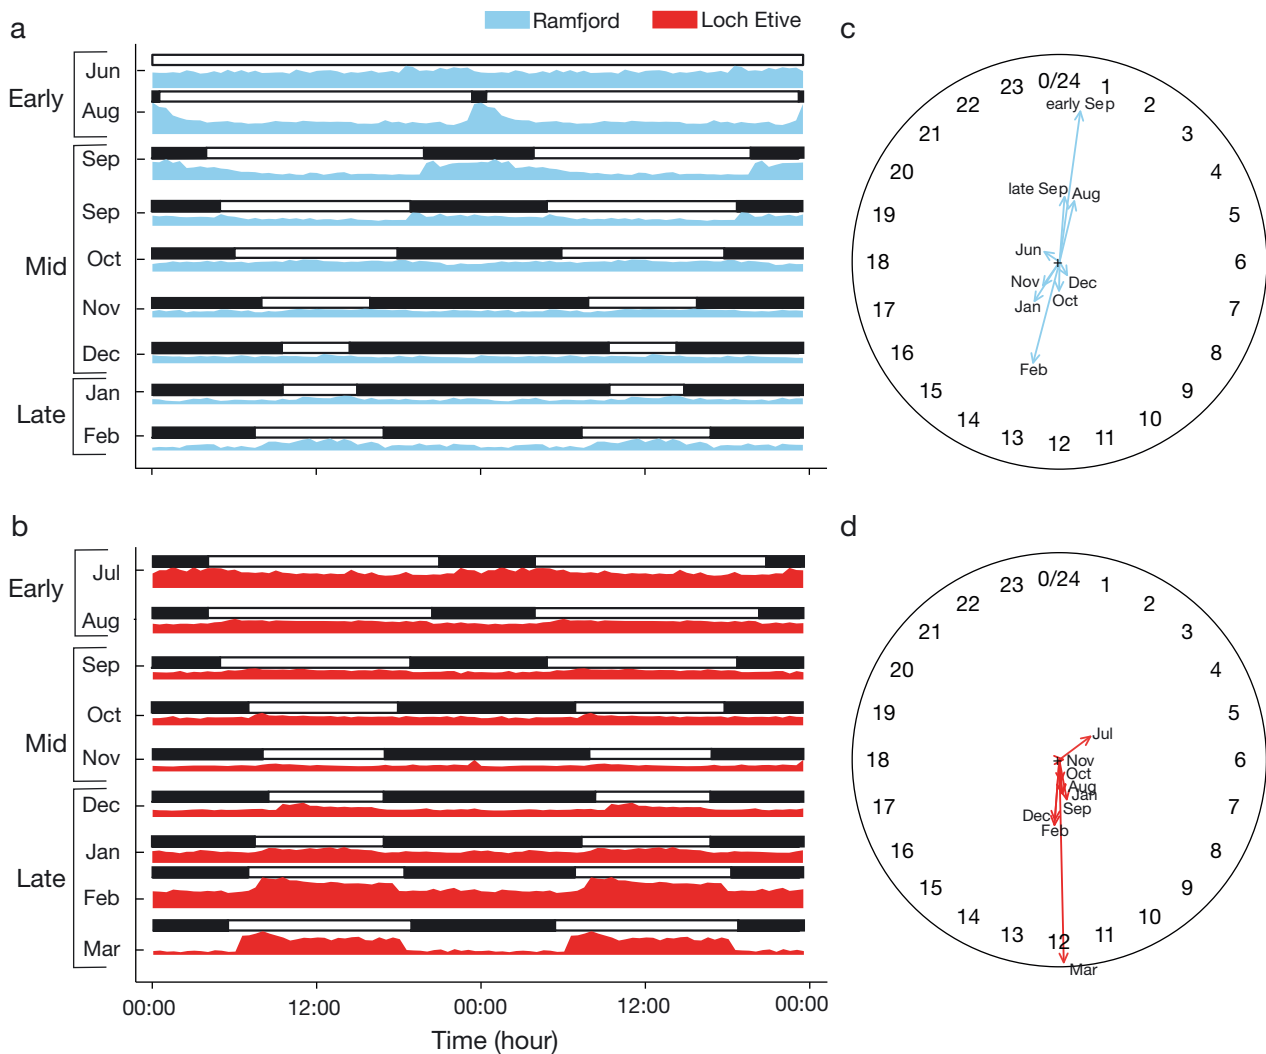 Ramfjord Loch Etive
a
Early
Jun
Aug
Mid
Sep
Sep
Oct
Nov
Dec
Late
Jan
Feb
c
0/24
1
2
3
4
5
6
7
8
9
10
11
12
13
14
15
16
17
18
19
20
21
22
23
early Sep
late Sep
Aug
Jun
Nov
Dec
Jan
Oct
Feb
b
Early
Jul
Aug
Mid
Sep
Oct
Nov
Late
Dec
Jan
Feb
Mar
00:00 12:00 00:00 12:00 00:00
Time (hour)
d
0/24
1
2
3
4
5
6
7
8
9
10
11
12
13
14
15
16
17
18
19
20
21
22
23
Jul
Nov
Oct
Aug
Jan
Sep
Dec
Feb
Mar